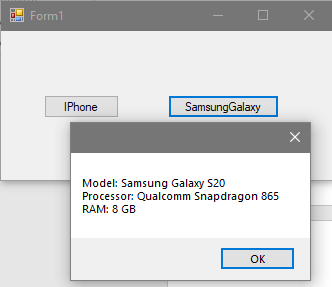 Form1
IPhone
SamsungGalaxy
Model: Samsung Galaxy S20
Processor: Qualcomm Snapdragon 865
RAM: 8 GB
OK